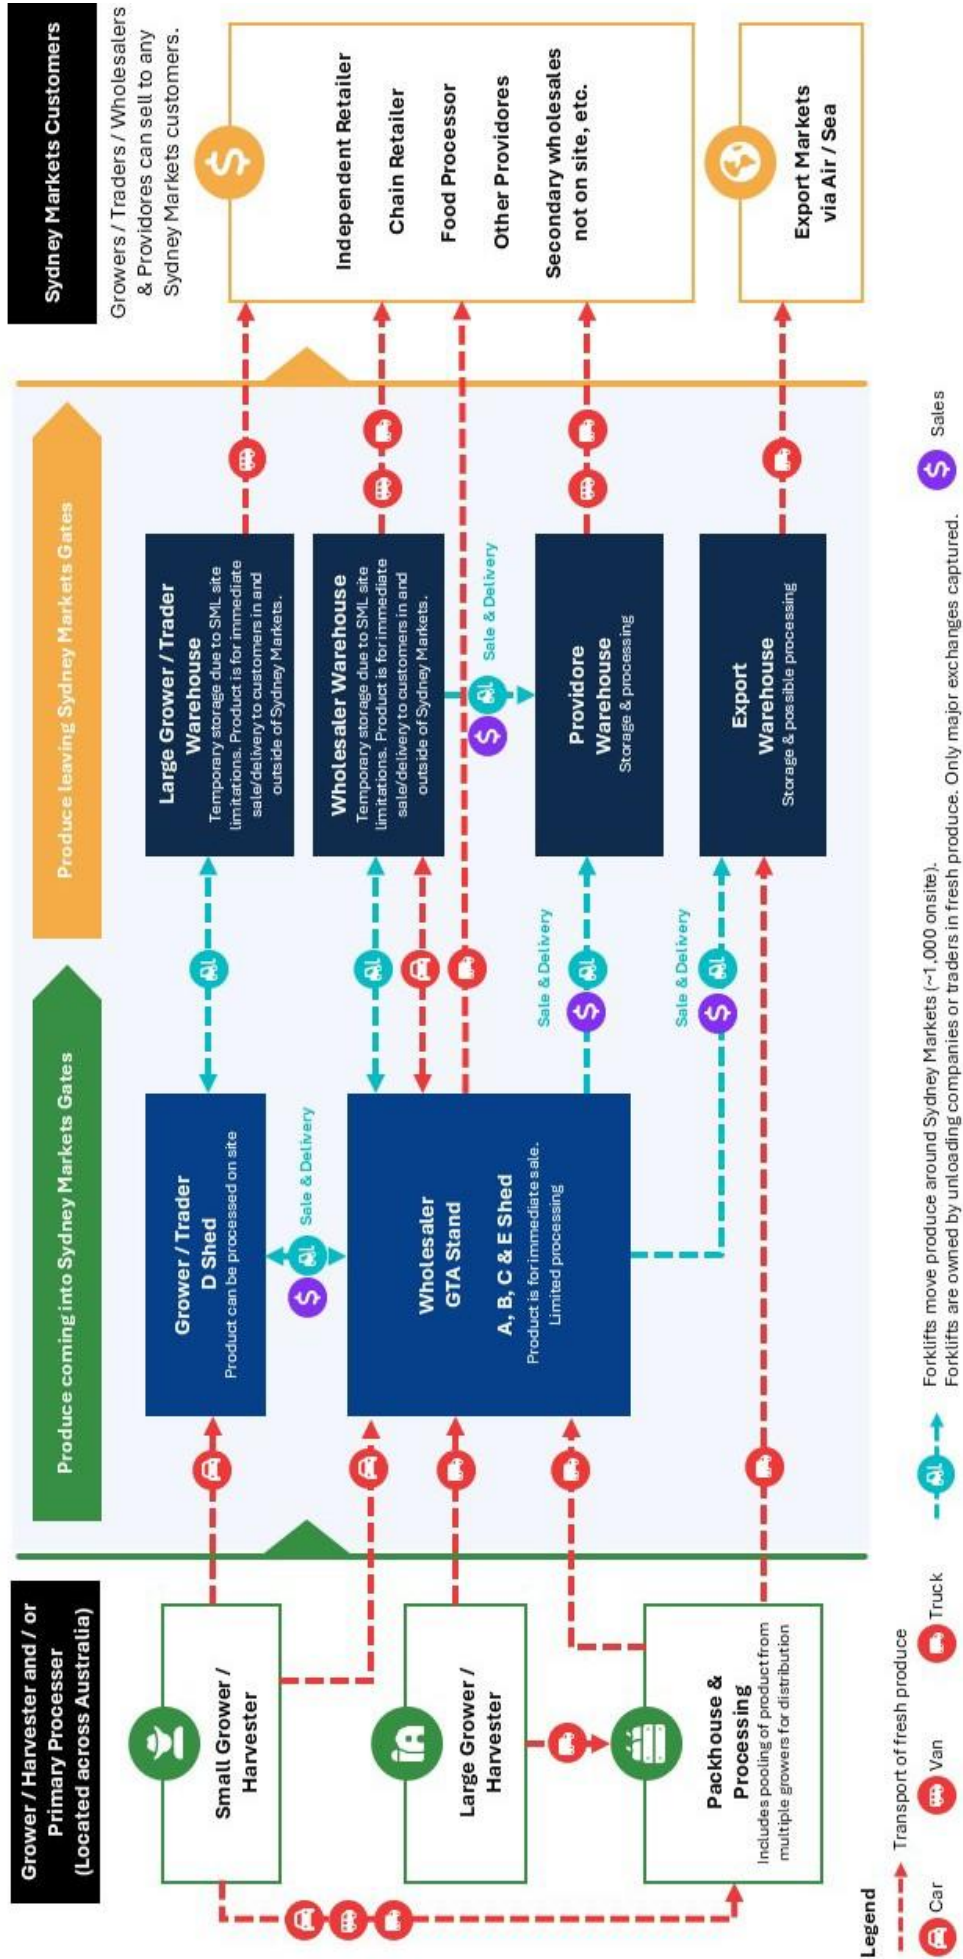 Grower / Harvester and / or
Primary Processer
(Located across Australia)
Produce coming into Sydney Markets Gates
Produce leaving Sydney Markets Gates
Sydney Markets Customers
Growers / Traders / Wholesalers
& Providores can sell to any
Sydney Markets customers.
Small Grower /
Harvester
Large Grower /
Harvester
Packhouse &
Processing
Includes pooling of product from
multiple growers for distribution
Grower / Trader
D Shed
Product can be processed on site
Sale & Delivery
Wholesaler
GTA Stand
A, B, C & E Shed
Product is for immediate sale.
Limited processing
Sale & Delivery
Sale & Delivery
Large Grower / Trader
Warehouse
Temporary storage due to SML site
limitations. Product is for immediate
sale/delivery to customers in and
outside of Sydney Markets.
Wholesaler Warehouse
Temporary storage due to SML site
limitations. Product is for immediate
sale/delivery to customers in and
outside of Sydney Markets.
Sale & Delivery
Providore
Warehouse
Storage & processing
Export
Warehouse
Storage & possible processing
$
Independent Retailer
Chain Retailer
Food Processor
Other Providores
Secondary wholesales
not on site, etc.
Export Markets
via Air / Sea
Legend
Transport of fresh produce
Car
Van
Truck
Forklifts move produce around Sydney Markets (~1,000 onsite).
Forklifts are owned by unloading companies or traders in fresh produce. Only major exchanges captured.
$ Sales